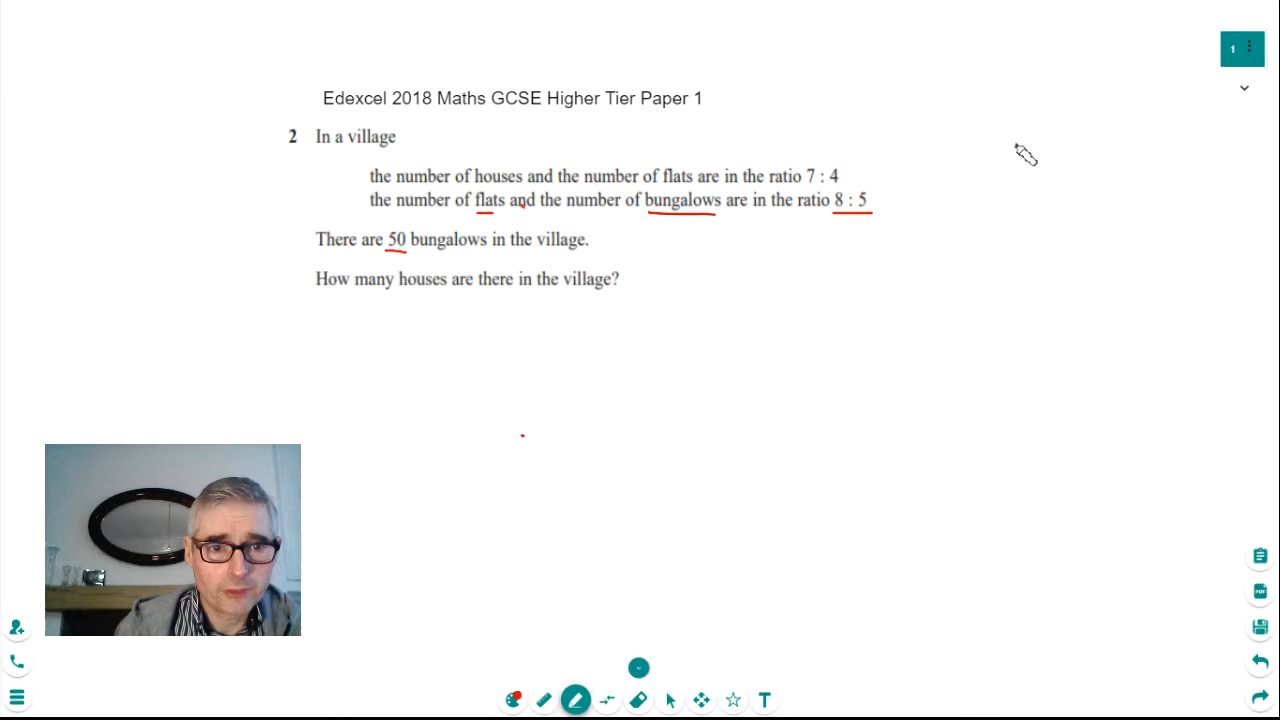 1
Edexcel 2018 Maths GCSE Higher Tier Paper 1
2 In a village
the number of houses and the number of flats are in the ratio 7 : 4
the number of flats and the number of bungalows are in the ratio 8 : 5
There are 50 bungalows in the village.
How many houses are there in the village?
PDF
T